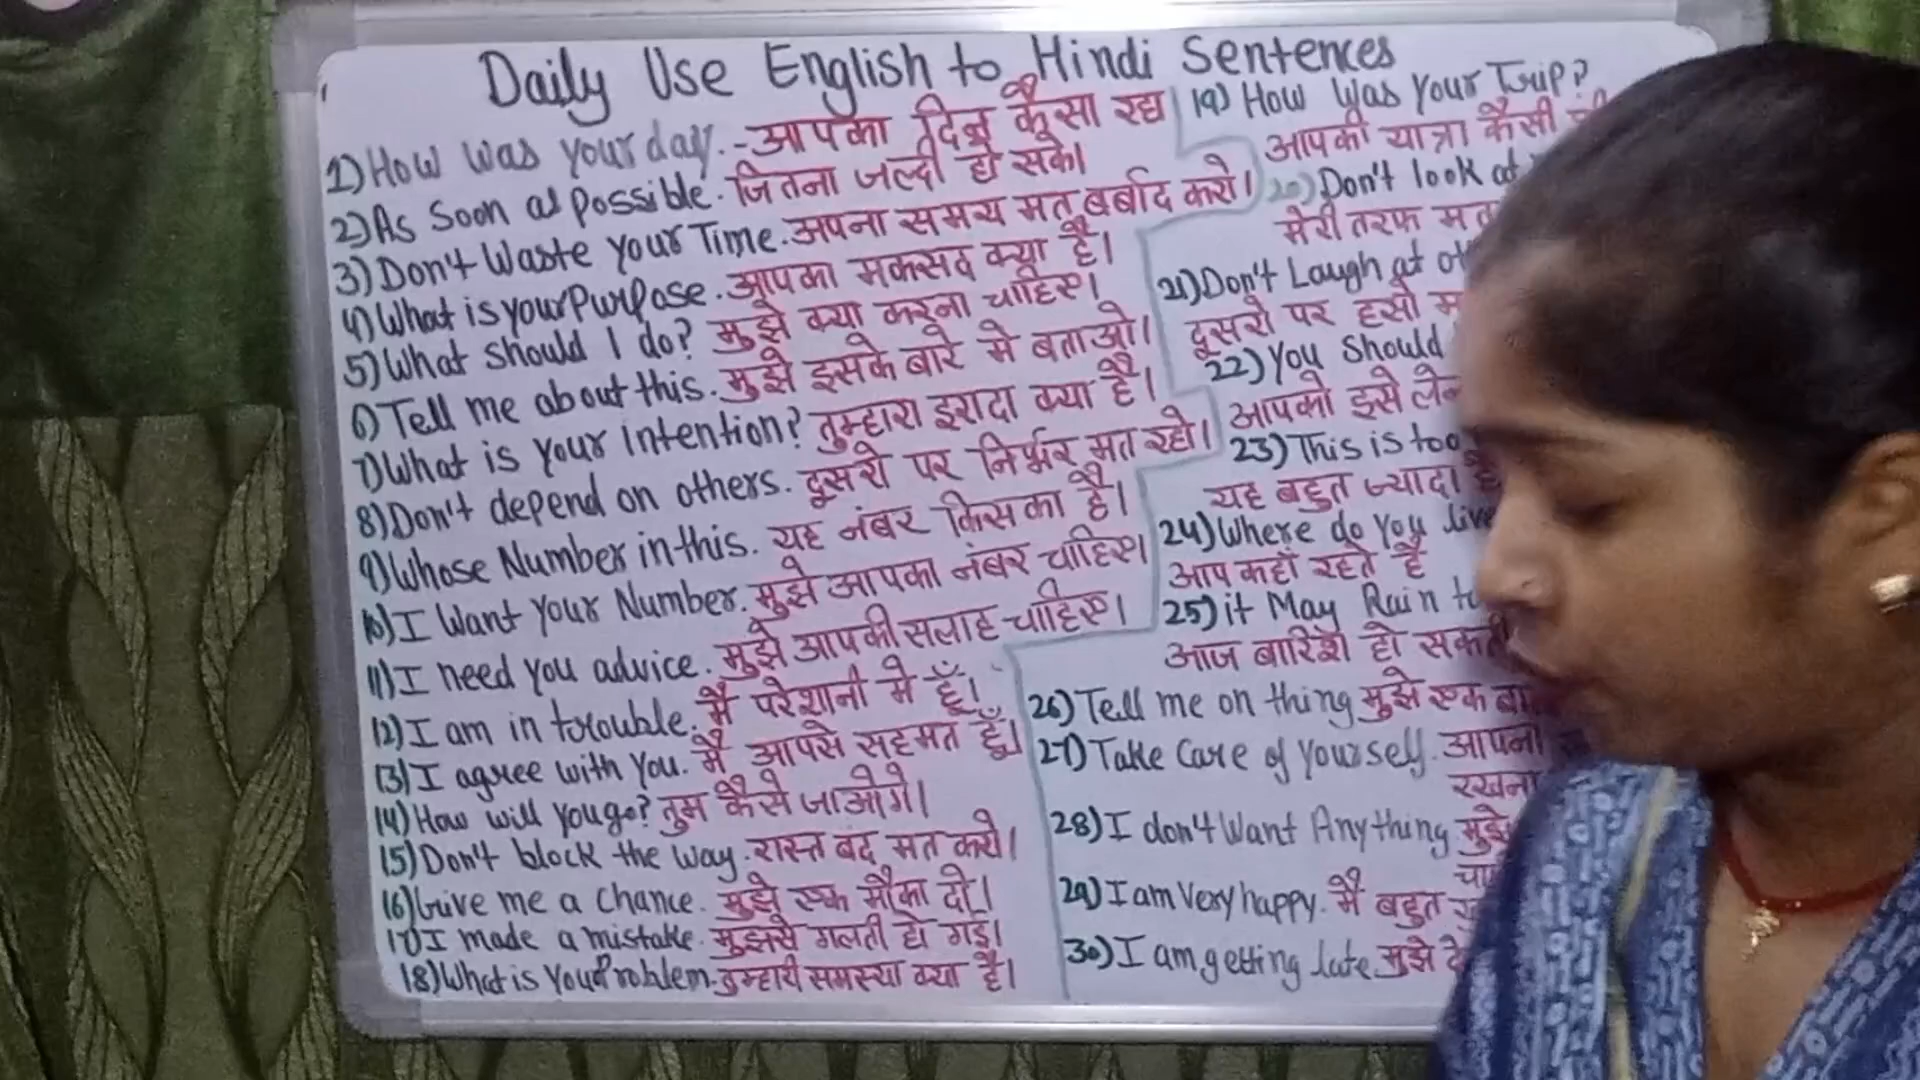 Daily Use English to Hindi Sentences
1) How was your day. - आपका दिन कैसा रहा
2) As Soon as possible. जितना जल्दी हो सके।
3) Don't Waste your Time. अपना समय मत बर्बाद करो।
4) What is your Purpose. आपका मकसद क्या है।
5) What should I do? मुझे क्या करना चाहिए।
6) Tell me about this. मुझे इसके बारे मे बताओ।
7) What is your intention? तुम्हारा इरादा क्या है।
8) Don't depend on others. दूसरो पर निर्भर मत रहो।
9) Whose Number in this. यह नंबर किसका है।
10) I Want Your Number. मुझे आपका नंबर चाहिए।
11) I need you advice. मुझे आपकी सलाह चाहिए।
12) I am in trouble. मै परेशानी मे हूँ।
13) I agree with you. मै आपसे सहमत हूँ।
14) How will you go? तुम कैसे जाओगे।
15) Don't block the way. रास्त बंद मत करो।
16) Give me a Chance. मुझे एक मौका दो।
17) I made a mistake. मुझसे गलती हो गई।
18) What is Your Problem. तुम्हारी समस्या क्या है।
19) How Was Your Trip?
आपकी यात्रा कैसी
20) Don't look at
मेरी तरफ मत
21) Don't Laugh at
दूसरो पर हसो
22) You Should
आपको इसे
23) This is too
यह बहुत ज्यादा
24) Where do you live
आप कहाँ रहते है
25) it May Rain
आज बारिश हो
26) Tell me on thing मुझे एक
27) Take Care of Yourself. आपना
रखना
28) I don't Want Anything मुझे
29) I am Very happy. मै बहुत
30) I am getting late. मुझे